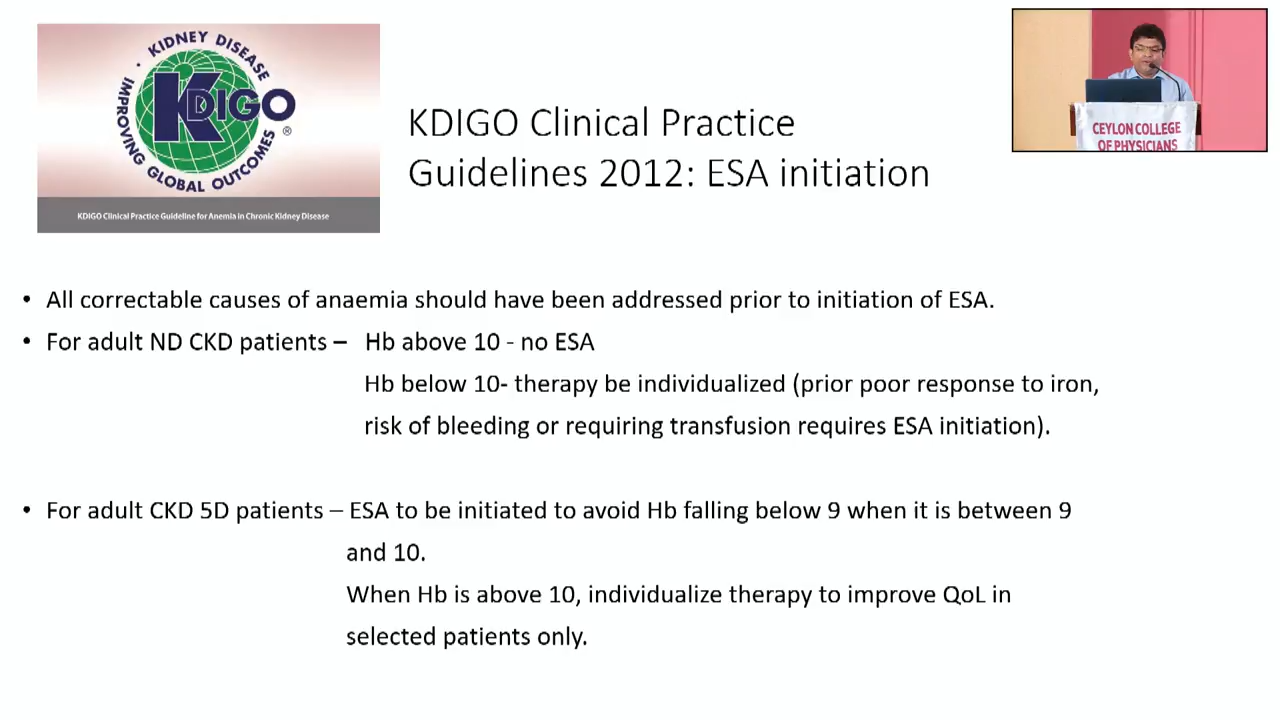 · KIDNEY DISEASE
IMPROVING GLOBAL OUTCOMES
KDIGO ®
KDIGO Clinical Practice Guideline for Anemia in Chronic Kidney Disease
KDIGO Clinical Practice
Guidelines 2012: ESA initiation
CEYLON COLLEGE
OF PHYSICIANS
• All correctable causes of anaemia should have been addressed prior to initiation of ESA.
• For adult ND CKD patients – Hb above 10 - no ESA
Hb below 10- therapy be individualized (prior poor response to iron,
risk of bleeding or requiring transfusion requires ESA initiation).
• For adult CKD 5D patients – ESA to be initiated to avoid Hb falling below 9 when it is between 9
and 10.
When Hb is above 10, individualize therapy to improve QoL in
selected patients only.